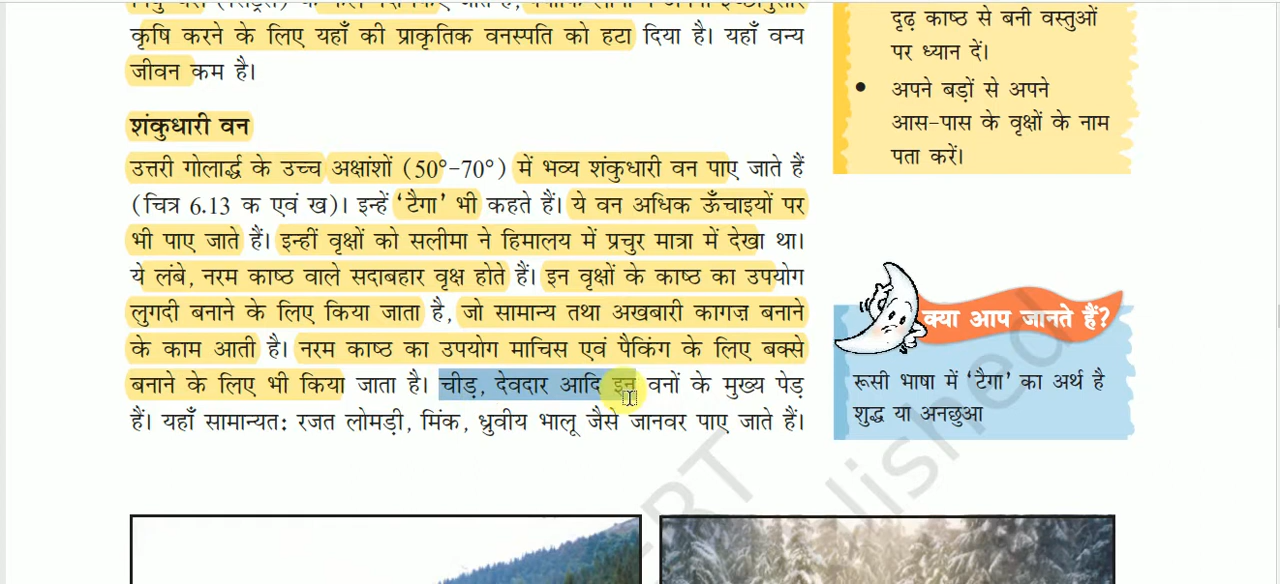 कृषि करने के लिए यहाँ की प्राकृतिक वनस्पति को हटा दिया है। यहाँ वन्य
जीवन कम है।
शंकुधारी वन
उत्तरी गोलार्द्ध के उच्च अक्षांशों (50°–70°) में भव्य शंकुधारी वन पाए जाते हैं
(चित्र 6.13 क एवं ख)। इन्हें ‘टैगा’ भी कहते हैं। ये वन अधिक ऊँचाइयों पर
भी पाए जाते हैं। इन्हीं वृक्षों को सलीमा ने हिमालय में प्रचुर मात्रा में देखा था।
ये लंबे, नरम काष्ठ वाले सदाबहार वृक्ष होते हैं। इन वृक्षों के काष्ठ का उपयोग
लुगदी बनाने के लिए किया जाता है, जो सामान्य तथा अखबारी कागज़ बनाने
के काम आती है। नरम काष्ठ का उपयोग माचिस एवं पैकिंग के लिए बक्से
बनाने के लिए भी किया जाता है। चीड़, देवदार आदि इन वनों के मुख्य पेड़
हैं। यहाँ सामान्यत: रजत लोमड़ी, मिंक, ध्रुवीय भालू जैसे जानवर पाए जाते हैं।
दृढ़ काष्ठ से बनी वस्तुओं
पर ध्यान दें।
• अपने बड़ों से अपने
आस-पास के वृक्षों के नाम
पता करें।
क्या आप जानते हैं?
रूसी भाषा में ‘टैगा’ का अर्थ है
शुद्ध या अनछुआ